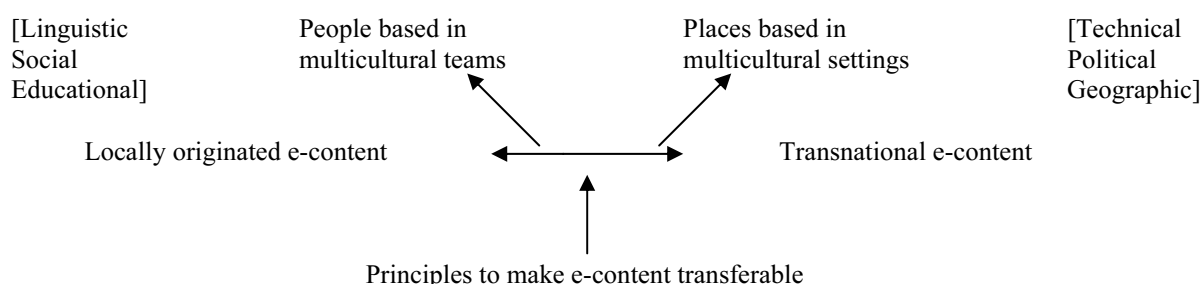 [Linguistic
Social
Educational]
People based in
multicultural teams
Places based in
multicultural settings
[Technical
Political
Geographic]
Locally originated e-content
Transnational e-content
Principles to make e-content transferable